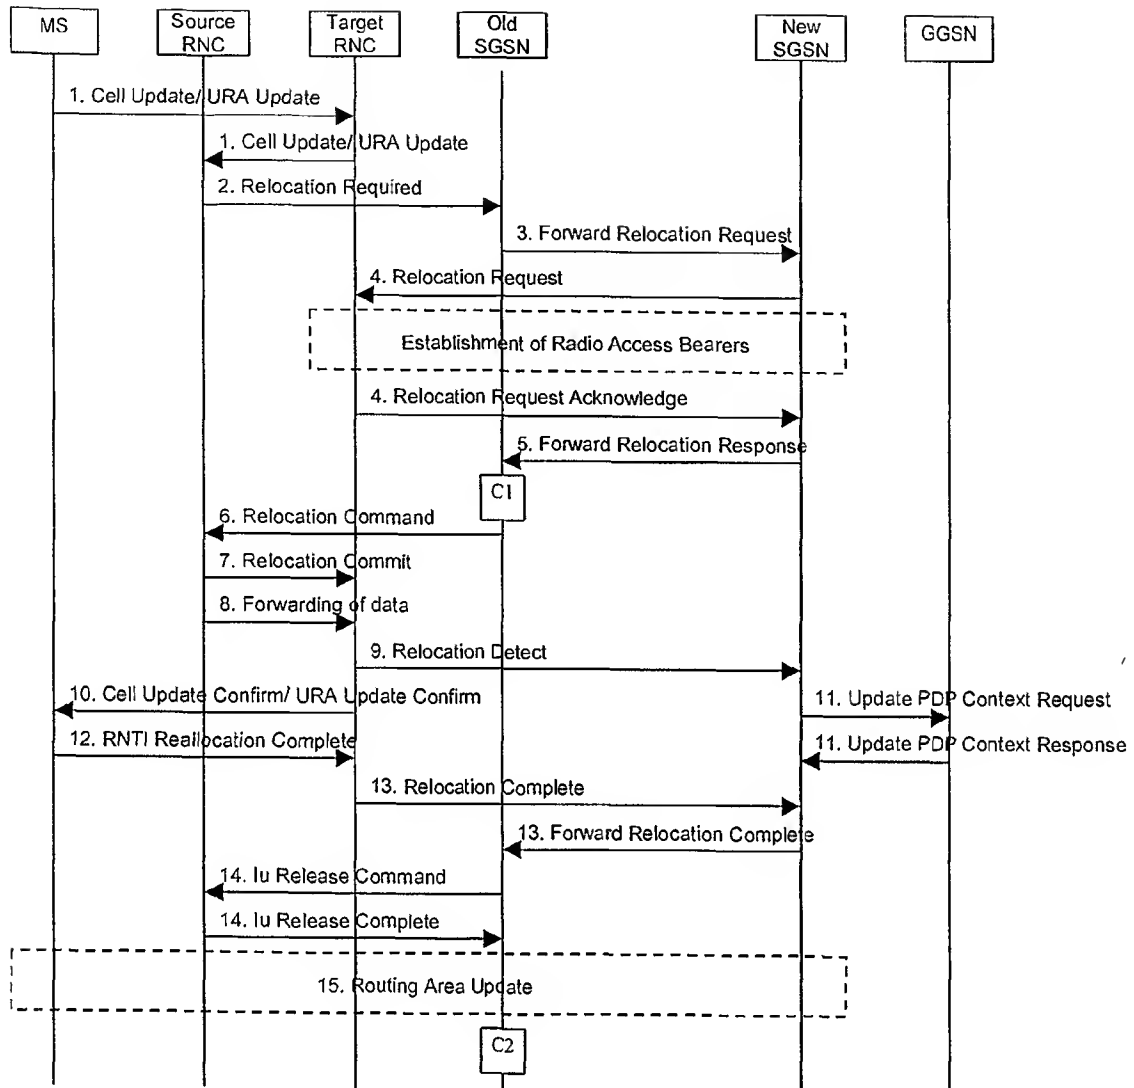 MS
Source
RNC
Target
RNC
Old
SGSN
New
SGSN
GGSN
1. Cell Update/ URA Update
1. Cell Update/ URA Update
2. Relocation Required
3. Forward Relocation Request
4. Relocation Request
Establishment of Radio Access Bearers
4. Relocation Request Acknowledge
5. Forward Relocation Response
C1
6. Relocation Command
7. Relocation Commit
8. Forwarding of data
9. Relocation Detect
10. Cell Update Confirm/ URA Update Confirm
11. Update PDP Context Request
12. RNTI Reallocation Complete
11. Update PDP Context Response
13. Relocation Complete
13. Forward Relocation Complete
14. Iu Release Command
14. Iu Release Complete
15. Routing Area Update
C2